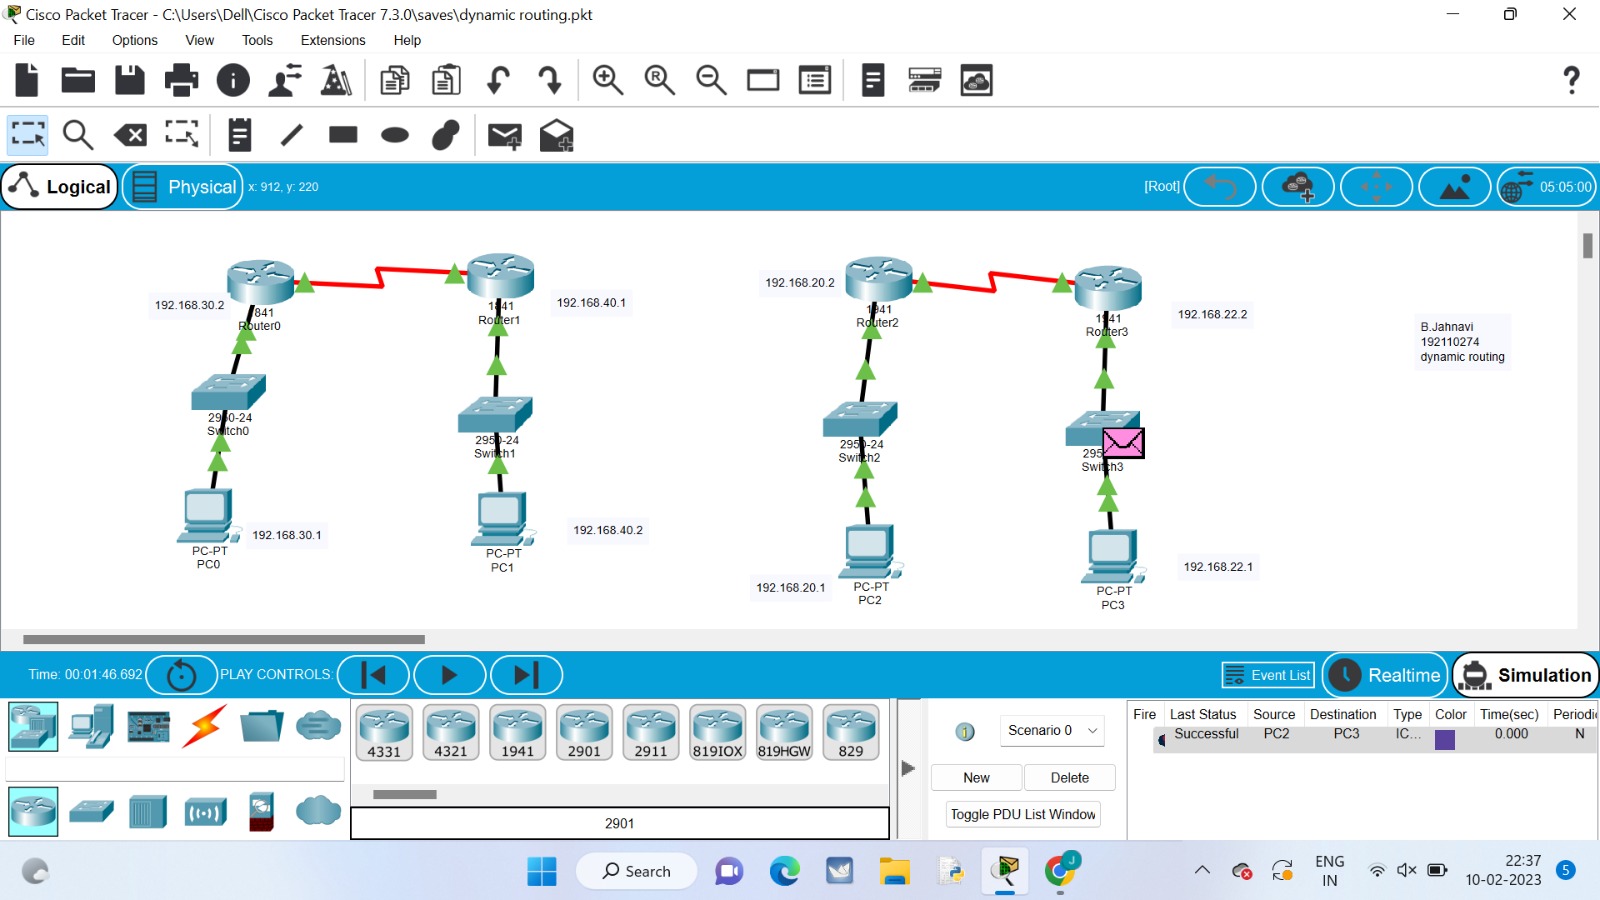 Cisco Packet Tracer - C:\Users\Dell\Cisco Packet Tracer 7.3.0\saves\dynamic routing.pkt
File Edit Options View Tools Extensions Help
Logical Physical x: 912, y: 220 [Root] 05:05:00
192.168.30.2
1841
Router0
1841
Router1
192.168.40.1
192.168.20.2
1941
Router2
1941
Router3
192.168.22.2
B.Jahnavi
192110274
dynamic routing
2950-24
Switch0
2950-24
Switch1
2950-24
Switch2
295
Switch3
PC-PT
PC0
192.168.30.1
PC-PT
PC1
192.168.40.2
192.168.20.1
PC-PT
PC2
PC-PT
PC3
192.168.22.1
Time: 00:01:46.692 PLAY CONTROLS: Event List Realtime Simulation
4331 4321 1941 2901 2911 819IOX 819HGW 829
2901
Scenario 0
New Delete
Toggle PDU List Window
Fire Last Status Source Destination Type Color Time(sec) Periodi
Successful PC2 PC3 IC... 0.000 N
Search
ENG
IN
22:37
10-02-2023
5
J